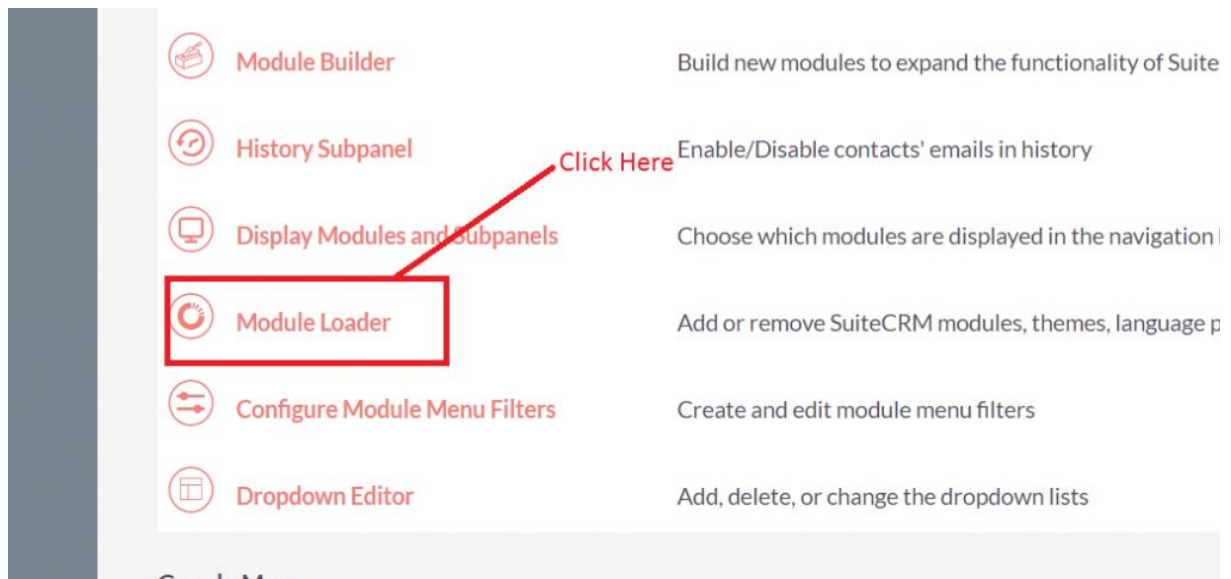 Module Builder Build new modules to expand the functionality of Suite
History Subpanel Enable/Disable contacts' emails in history
Click Here
Display Modules and Subpanels Choose which modules are displayed in the navigation
Module Loader Add or remove SuiteCRM modules, themes, language p
Configure Module Menu Filters Create and edit module menu filters
Dropdown Editor Add, delete, or change the dropdown lists